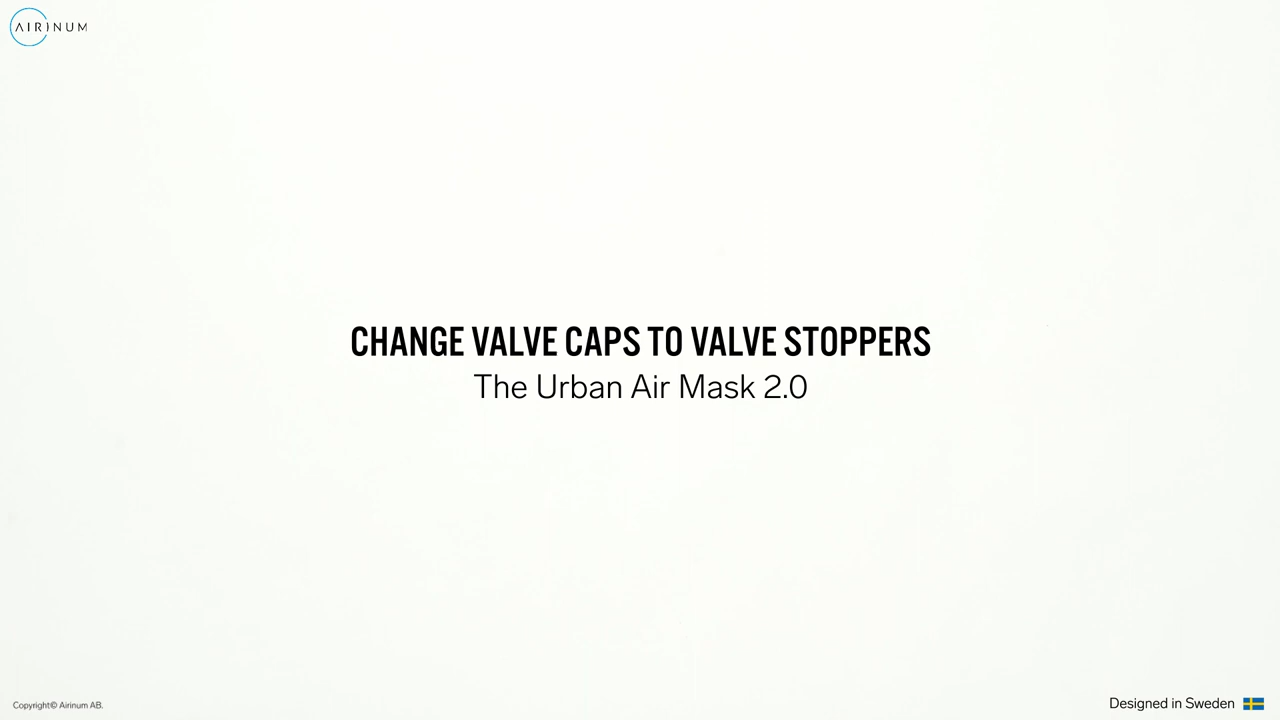 AIRINUM
CHANGE VALVE CAPS TO VALVE STOPPERS
The Urban Air Mask 2.0
Copyright© Airinum AB.
Designed in Sweden